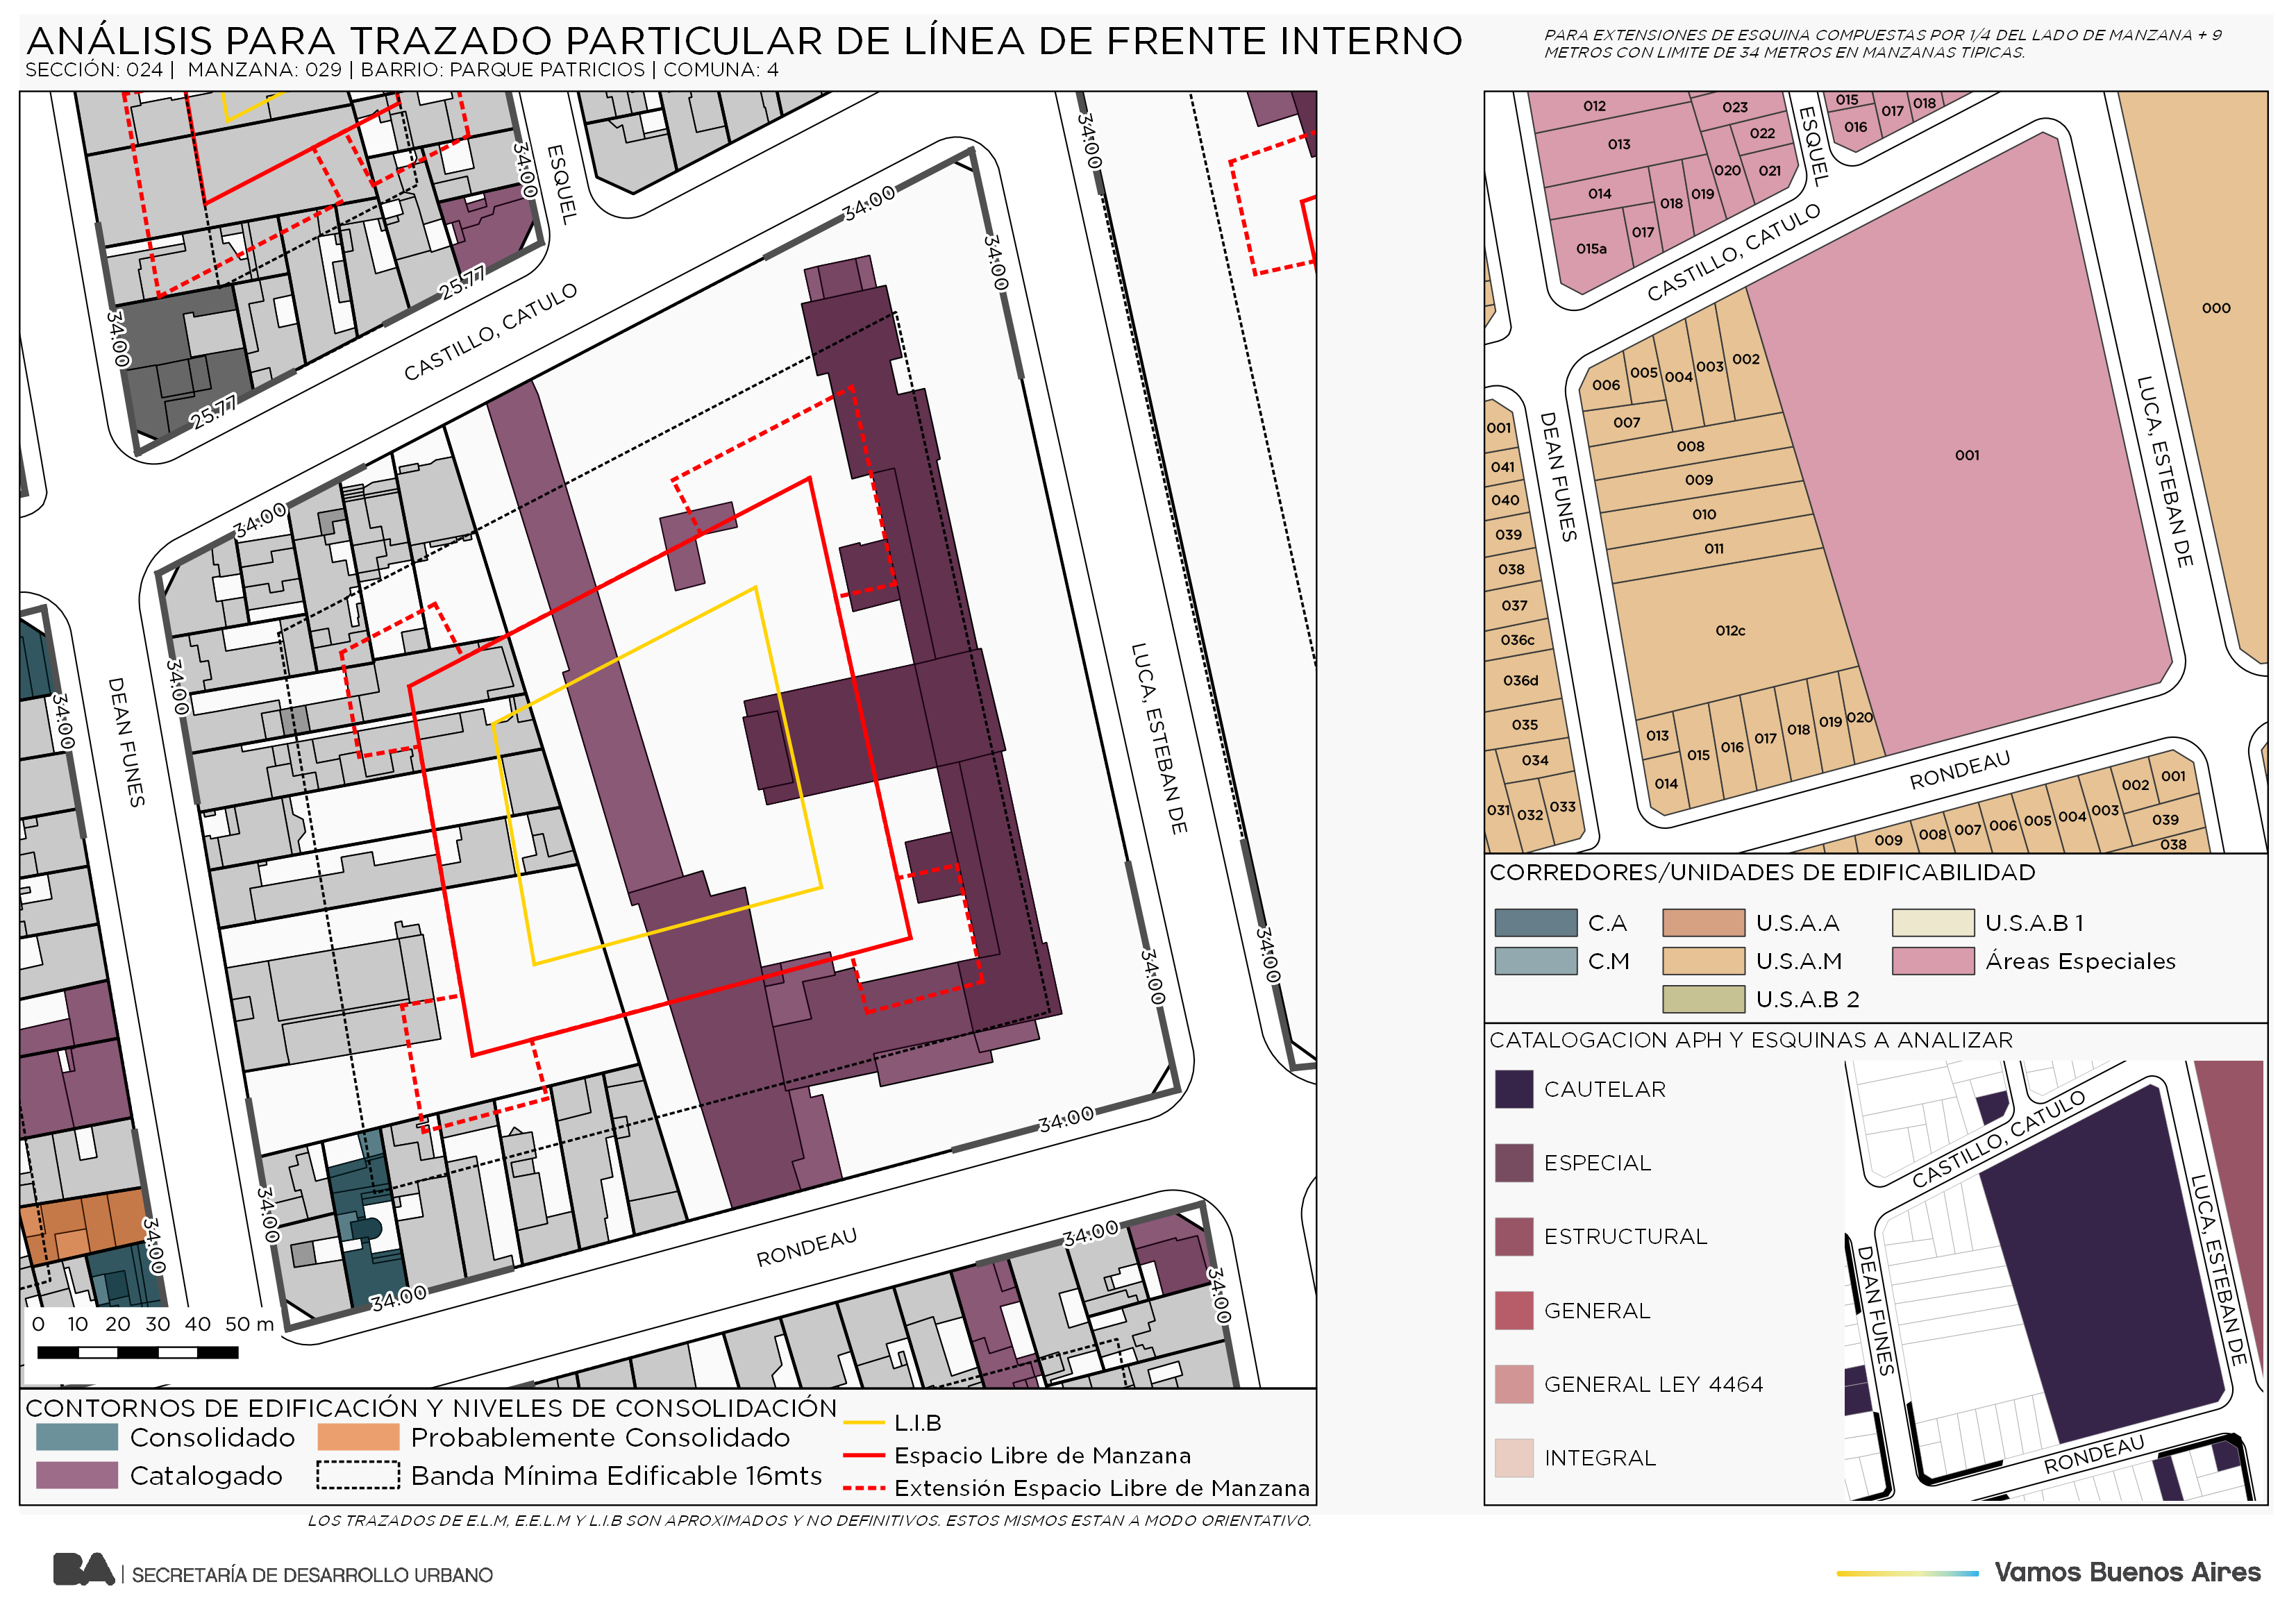 ANÁLISIS PARA TRAZADO PARTICULAR DE LÍNEA DE FRENTE INTERNO
SECCIÓN: 024 | MANZANA: 029 | BARRIO: PARQUE PATRICIOS | COMUNA: 4
PARA EXTENSIONES DE ESQUINA COMPUESTAS POR 1/4 DEL LADO DE MANZANA + 9
METROS CON LIMITE DE 34 METROS EN MANZANAS TIPICAS.
34.00
ESQUEL
34.00
34.00
34.00
34.00
25.77
CASTILLO, CATULO
34.00
25.77
34.00
34.00
34.00
DEAN FUNES
LUCA, ESTEBAN DE
34.00
34.00
34.00
34.00
34.00
34.00
RONDEAU
34.00
34.00
0 10 20 30 40 50 m
CONTORNOS DE EDIFICACIÓN Y NIVELES DE CONSOLIDACIÓN
Consolidado
Probablemente Consolidado
Catalogado
Banda Mínima Edificable 16mts
L.I.B
Espacio Libre de Manzana
Extensión Espacio Libre de Manzana
LOS TRAZADOS DE E.L.M, E.E.L.M Y L.I.B SON APROXIMADOS Y NO DEFINITIVOS. ESTOS MISMOS ESTAN A MODO ORIENTATIVO.
012
023
015
017
018
016
013
022
021
020
014
018
019
017
015a
ESQUEL
CASTILLO, CATULO
000
002
003
004
005
006
007
008
009
010
011
012c
001
013
014
015
016
017
018
019
020
001
041
040
039
038
037
036c
036d
035
034
033
032
031
DEAN FUNES
LUCA, ESTEBAN DE
RONDEAU
009
008
007
006
005
004
003
002
001
039
038
CORREDORES/UNIDADES DE EDIFICABILIDAD
C.A
U.S.A.A
U.S.A.B 1
C.M
U.S.A.M
Áreas Especiales
U.S.A.B 2
CATALOGACION APH Y ESQUINAS A ANALIZAR
CAUTELAR
ESPECIAL
ESTRUCTURAL
GENERAL
GENERAL LEY 4464
INTEGRAL
CASTILLO, CATULO
LUCA, ESTEBAN DE
DEAN FUNES
RONDEAU
BA | SECRETARÍA DE DESARROLLO URBANO
Vamos Buenos Aires